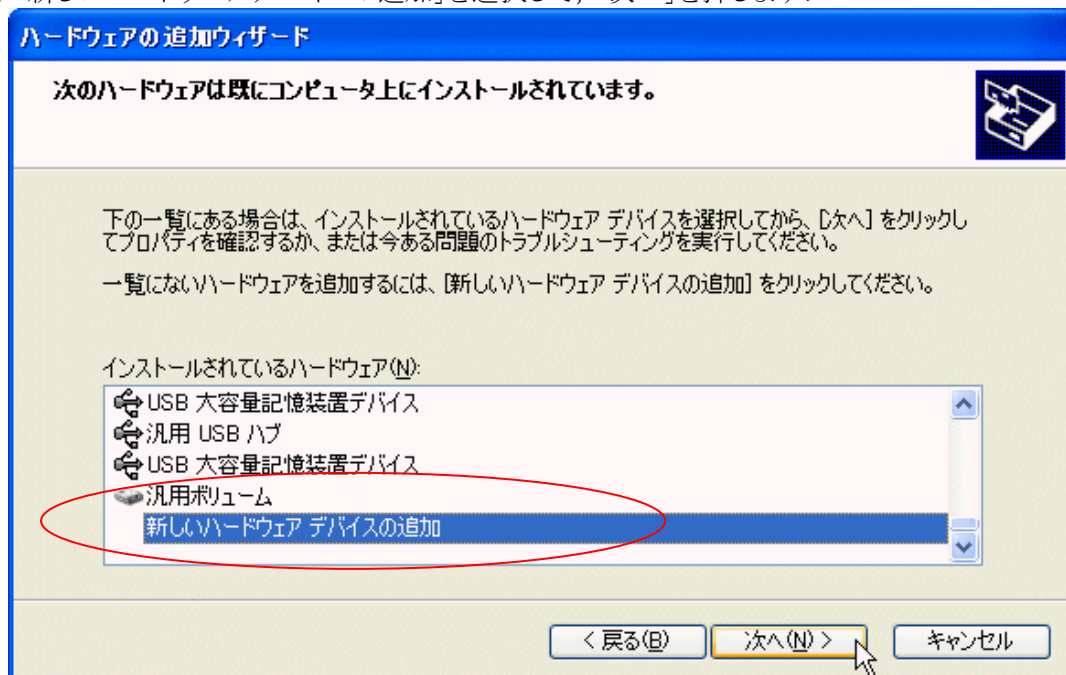 ハードウェアの追加ウィザード
次のハードウェアは既にコンピュータ上にインストールされています。
下の一覧にある場合は、インストールされているハードウェア デバイスを選択してから、[次へ] をクリックし
てプロパティを確認するか、または今ある問題のトラブルシューティングを実行してください。
一覧にないハードウェアを追加するには、[新しいハードウェア デバイスの追加] をクリックしてください。
インストールされているハードウェア(N):
USB 大容量記憶装置デバイス
汎用 USB ハブ
USB 大容量記憶装置デバイス
汎用ボリューム
新しいハードウェア デバイスの追加
< 戻る(B)
次へ(N) >
キャンセル